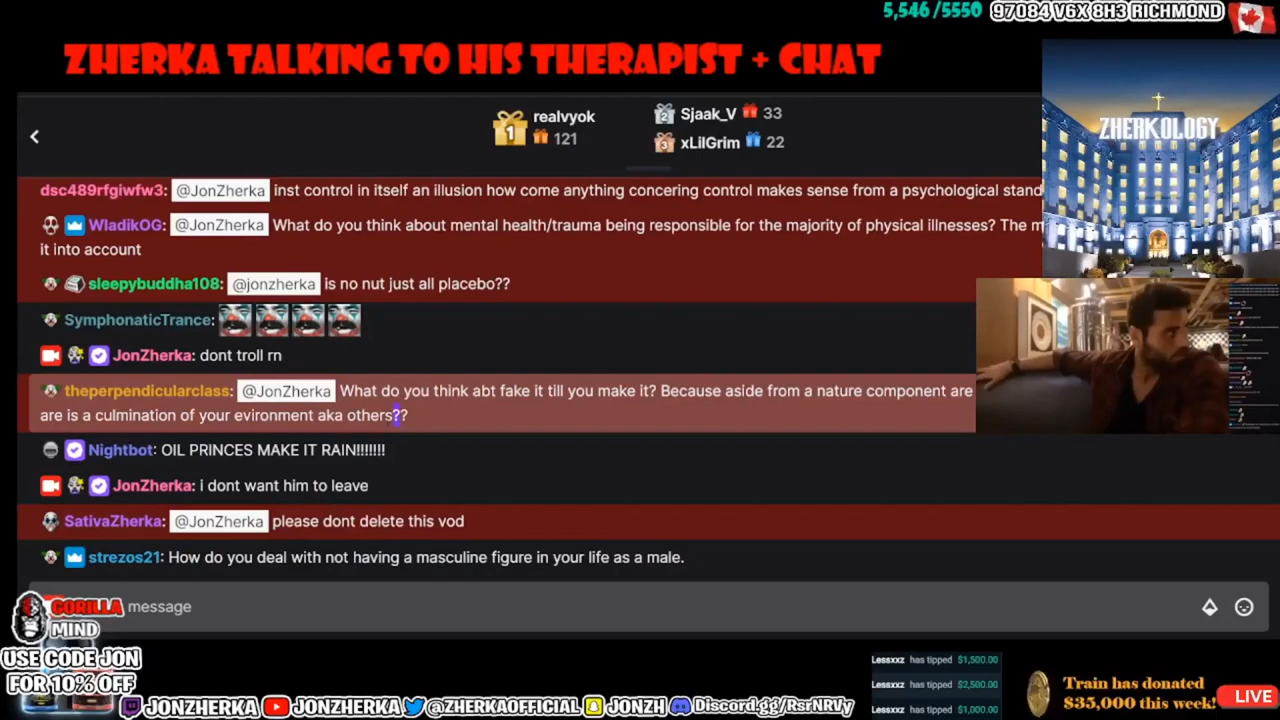 5,546 /5550
97084 V6X 8H3 RICHMOND
ZHERKA TALKING TO HIS THERAPIST + CHAT
1
realvyok
121
2
Sjaak_V
33
3
xLilGrim
22
ZHERKOLOGY
dsc489rfgiwfw3: @JonZherka inst control in itself an illusion how come anything concering control makes sense from a psychological stand
WladikOG: @JonZherka What do you think about mental health/trauma being responsible for the majority of physical illnesses? The m
it into account
sleepybuddha108: @jonzherka is no nut just all placebo??
SymphonaticTrance:
JonZherka: dont troll rn
theperpendicularclass: @JonZherka What do you think abt fake it till you make it? Because aside from a nature component are
are is a culmination of your evironment aka others??
Nightbot: OIL PRINCES MAKE IT RAIN!!!!!!!
JonZherka: i dont want him to leave
SativaZherka: @JonZherka please dont delete this vod
strezos21: How do you deal with not having a masculine figure in your life as a male.
message
GORILLA
MIND
USE CODE JON
FOR 10% OFF
JONZHERKA
JONZHERKA
@ZHERKAOFFICIAL
JONZH
Discord.gg/RsrNRVy
Lessxxz has tipped $1,500.00
Lessxxz has tipped $2,500.00
Lessxxz has tipped $1,000.00
Train has donated
$35,000 this week!
LIVE